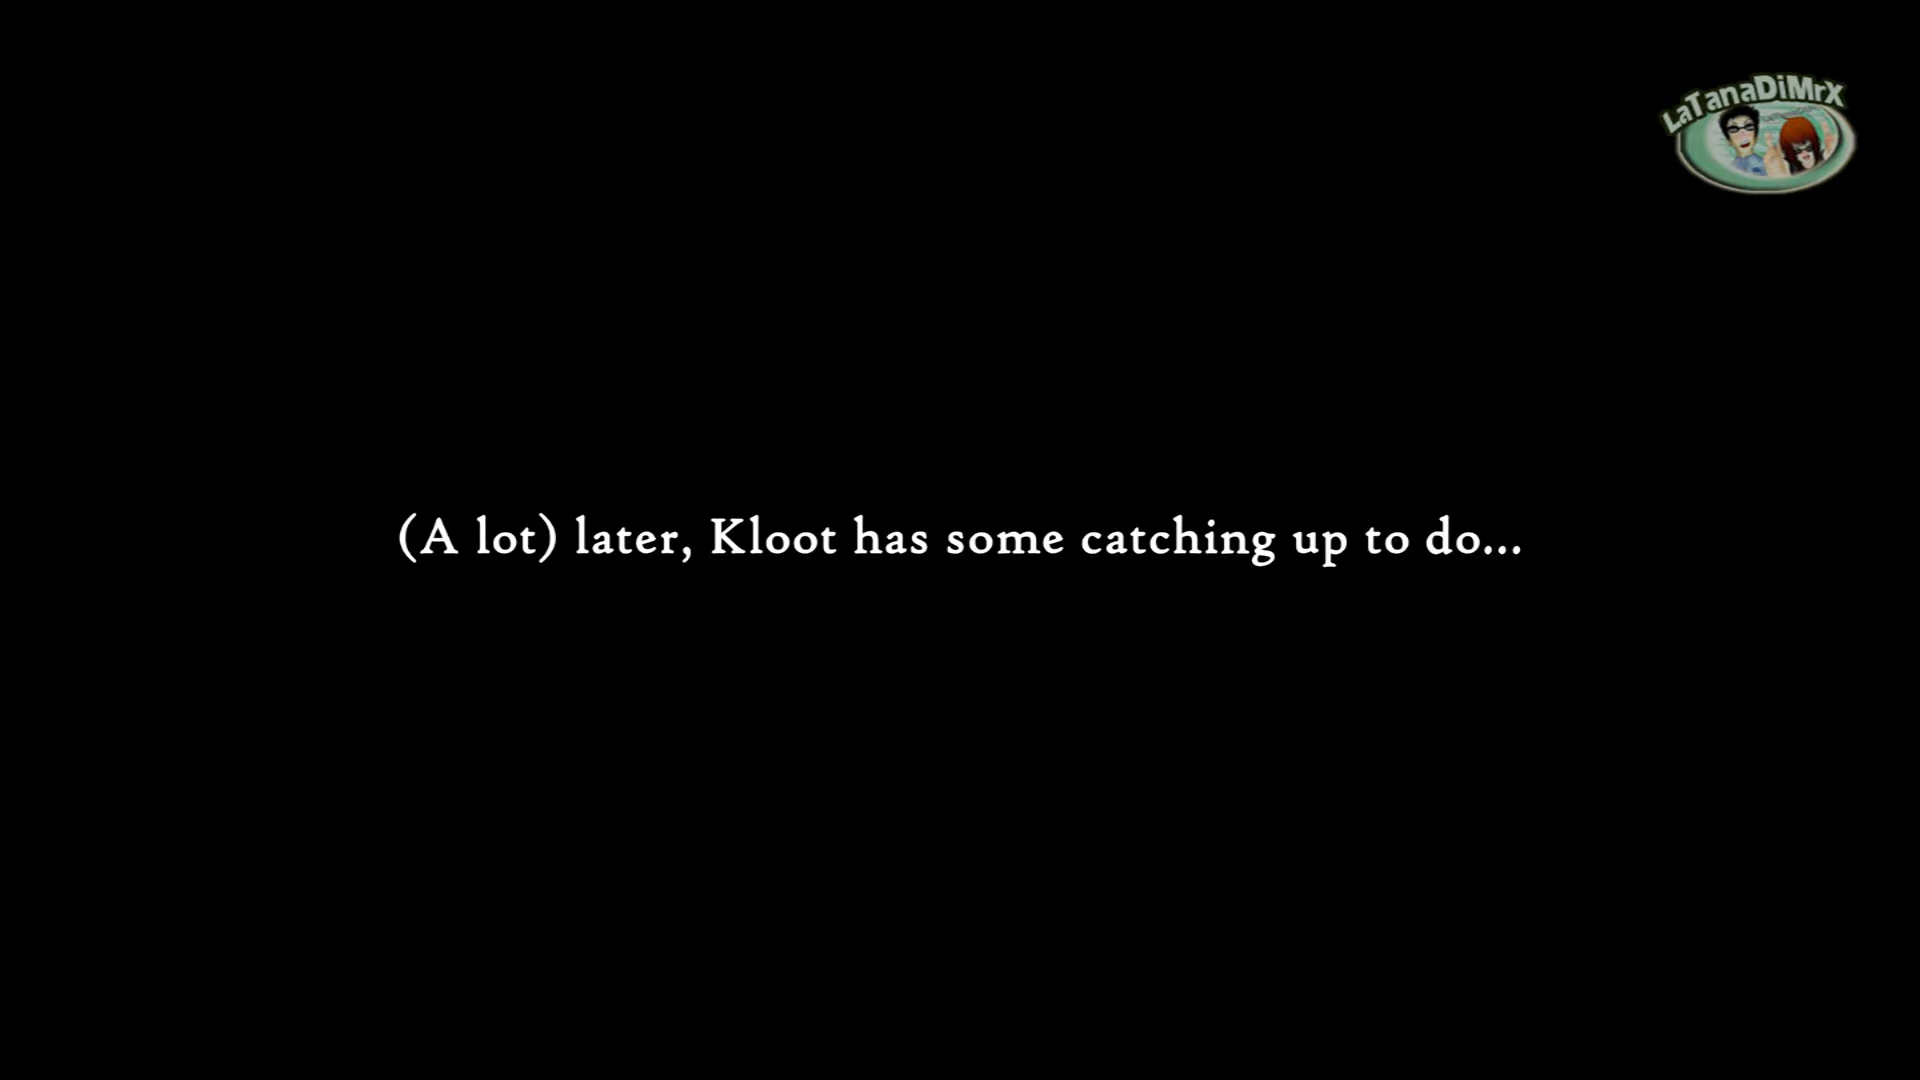 LaTanaDiMrX
(A lot) later, Kloot has some catching up to do...